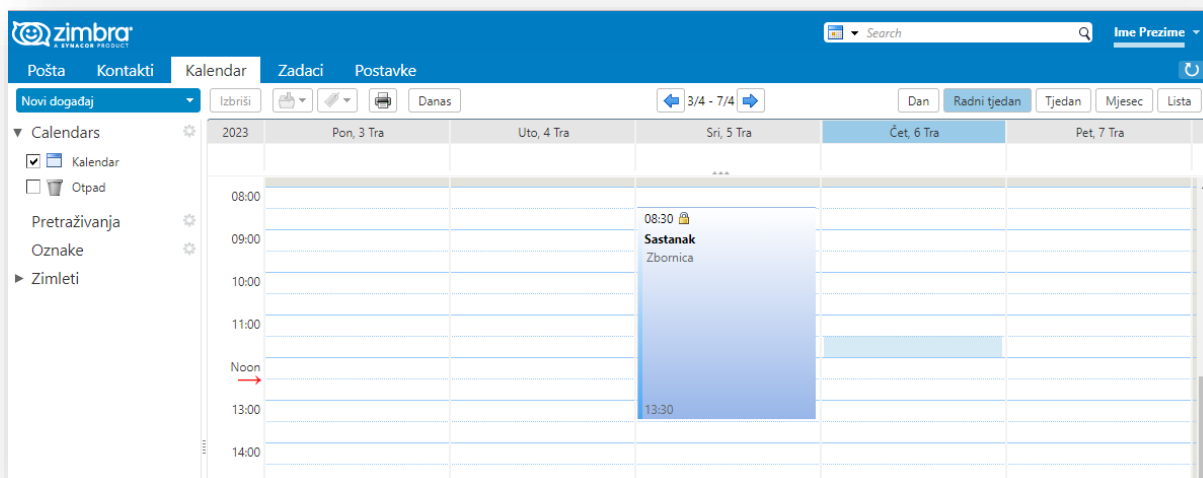 zimbra
A SYNACOR PRODUCT
Search
Ime Prezime
Pošta Kontakti Kalendar Zadaci Postavke
Novi događaj Izbriši Danas 3/4 - 7/4 Dan Radni tjedan Tjedan Mjesec Lista
Calendars
Kalendar
Otpad
Pretraživanja
Oznake
Zimleti
2023 Pon, 3 Tra Uto, 4 Tra Sri, 5 Tra Čet, 6 Tra Pet, 7 Tra
08:00
08:30
Sastanak
Zbornica
13:30
09:00
10:00
11:00
Noon
13:00
14:00